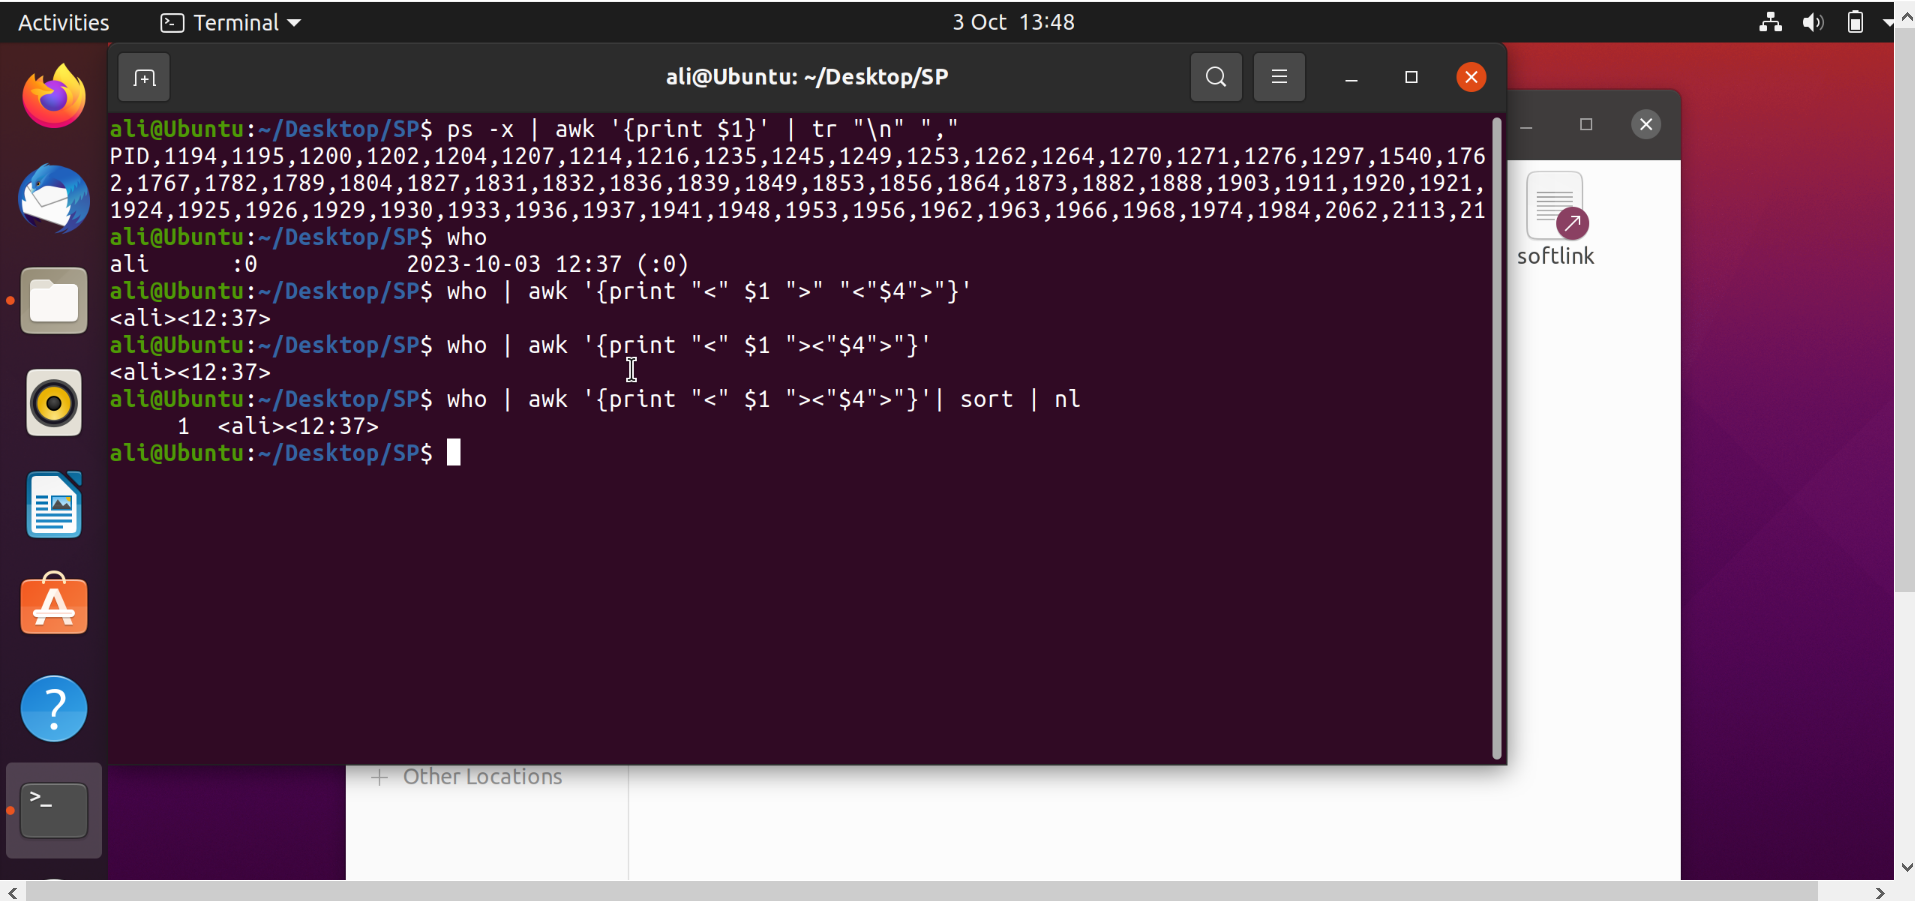 Activities
Terminal
3 Oct 13:48
ali@Ubuntu: ~/Desktop/SP
ali@Ubuntu:~/Desktop/SP$ ps -x | awk '{print $1}' | tr "\n" ","
PID,1194,1195,1200,1202,1204,1207,1214,1216,1235,1245,1249,1253,1262,1264,1270,1271,1276,1297,1540,176
2,1767,1782,1789,1804,1827,1831,1832,1836,1839,1849,1853,1856,1864,1873,1882,1888,1903,1911,1920,1921,
1924,1925,1926,1929,1930,1933,1936,1937,1941,1948,1953,1956,1962,1963,1966,1968,1974,1984,2062,2113,21
ali@Ubuntu:~/Desktop/SP$ who
ali      :0           2023-10-03 12:37 (:0)
ali@Ubuntu:~/Desktop/SP$ who | awk '{print "<" $1 ">" "<"$4">"}'
<ali><12:37>
ali@Ubuntu:~/Desktop/SP$ who | awk '{print "<" $1 "><"$4">"}'
<ali><12:37>
ali@Ubuntu:~/Desktop/SP$ who | awk '{print "<" $1 "><"$4">"}'| sort | nl
     1  <ali><12:37>
ali@Ubuntu:~/Desktop/SP$
softlink
Other Locations